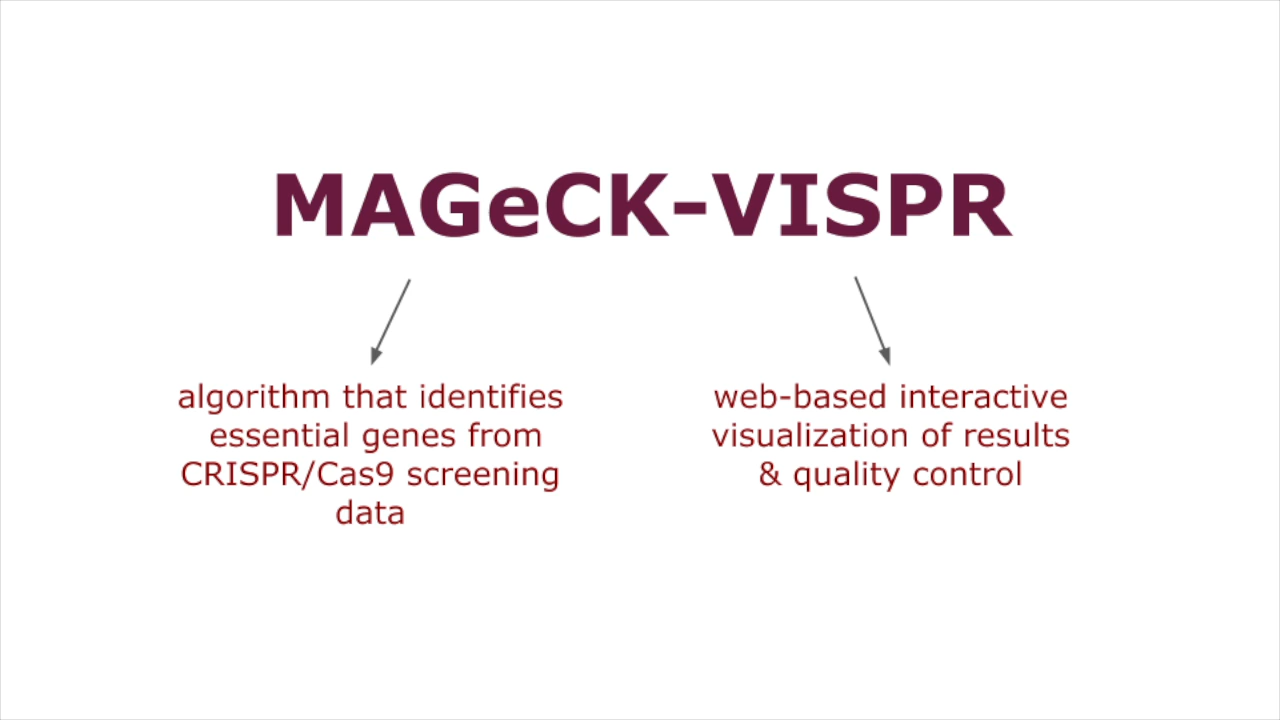 MAGeCK-VISPR
algorithm that identifies
essential genes from
CRISPR/Cas9 screening
data
web-based interactive
visualization of results
& quality control